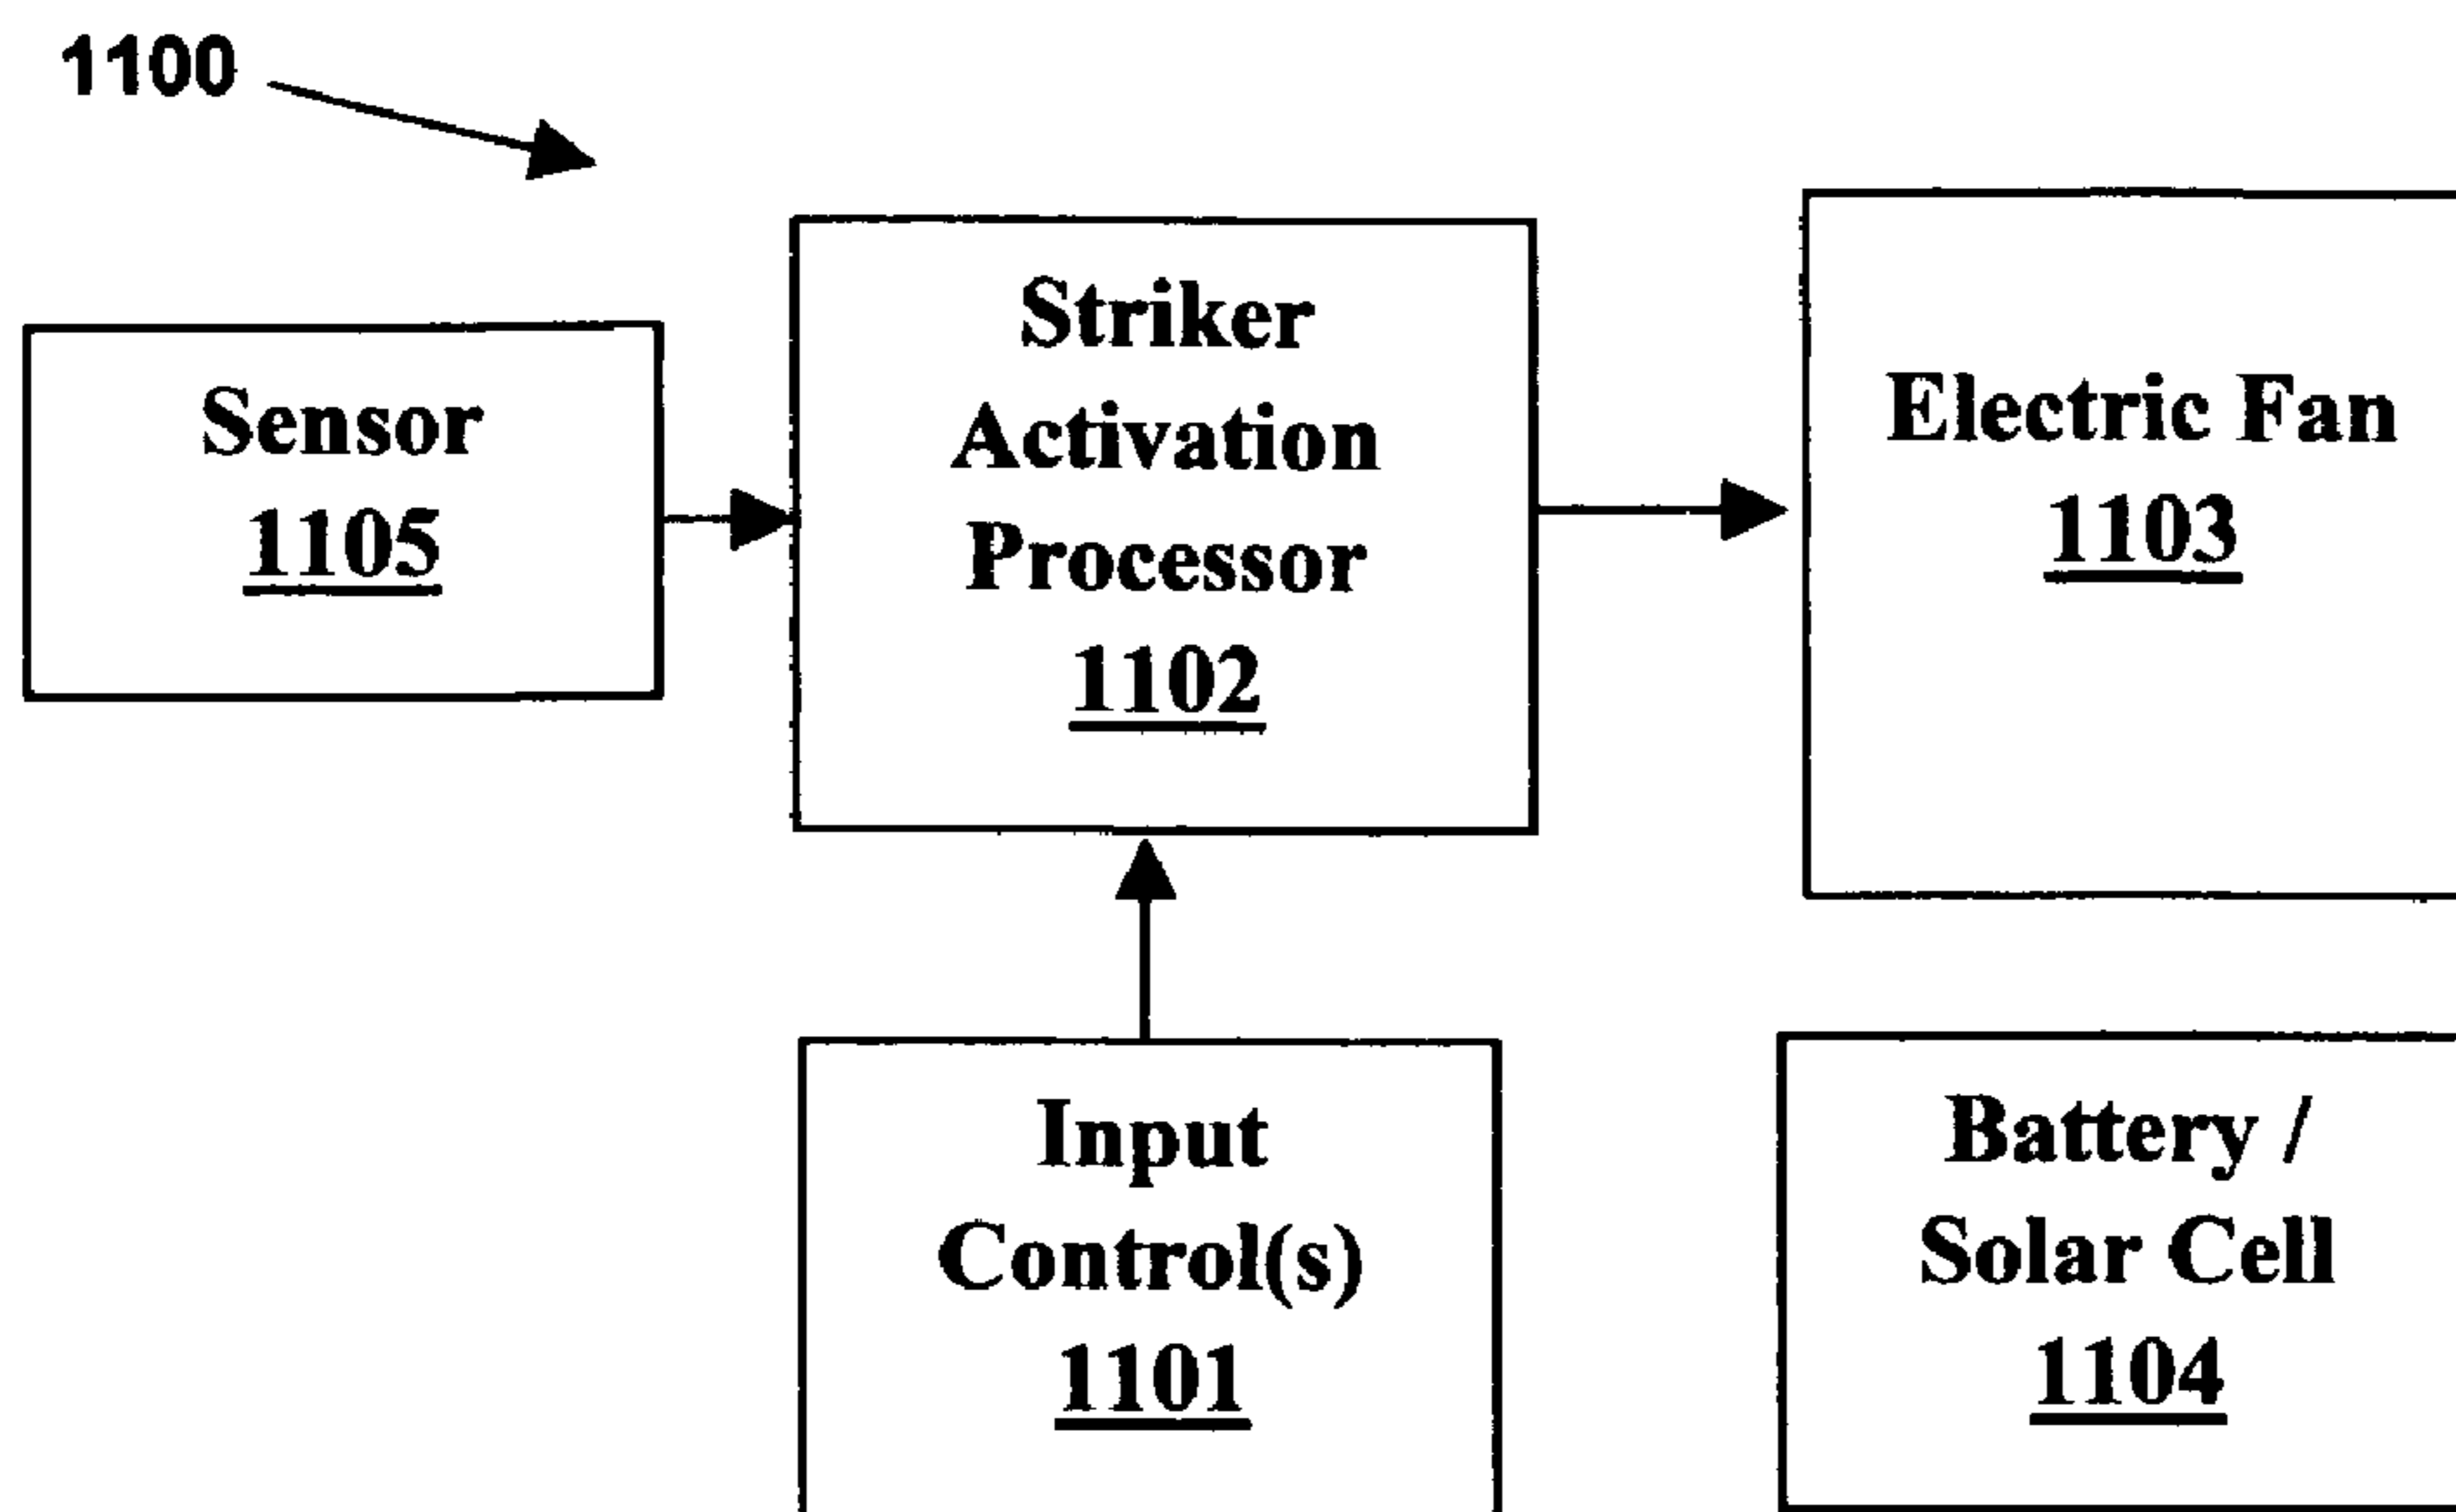 1100
Sensor
1105
Striker
Activation
Processor
1102
Electric Fan
1103
Input
Control(s)
1101
Battery /
Solar Cell
1104